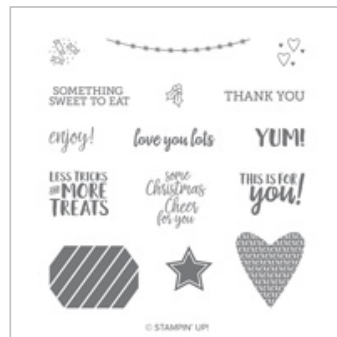 SOMETHING
SWEET TO EAT
THANK YOU
enjoy!
love you lots
YUM!
LESS TRICKS
AND MORE
TREATS
some
Christmas
Cheer
for you
THIS IS FOR
you!
© STAMPIN' UP!